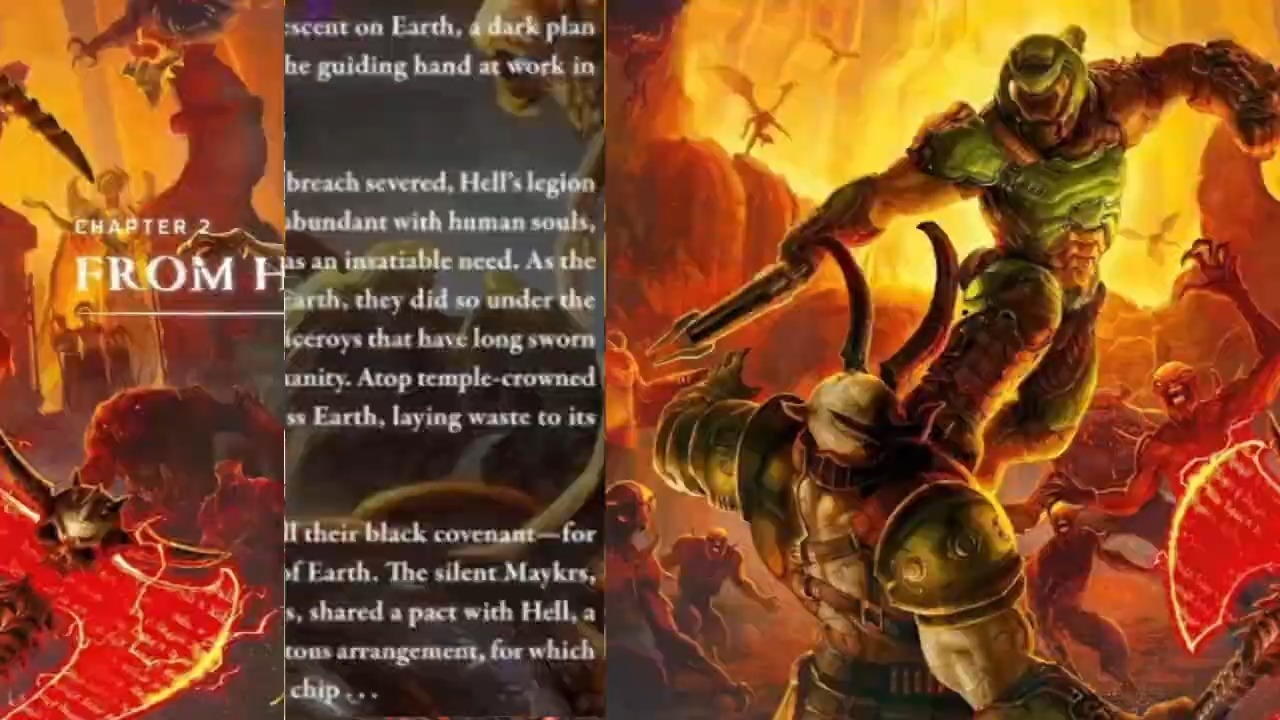 CHAPTER 2
FROM H
escent on Earth, a dark plan
he guiding hand at work in
breach severed, Hell's legion
abundant with human souls,
as an insatiable need. As the
Earth, they did so under the
iceroys that have long sworn
anity. Atop temple-crowned
ss Earth, laying waste to its
ll their black covenant—for
of Earth. The silent Maykrs,
s, shared a pact with Hell, a
tous arrangement, for which
chip . . .